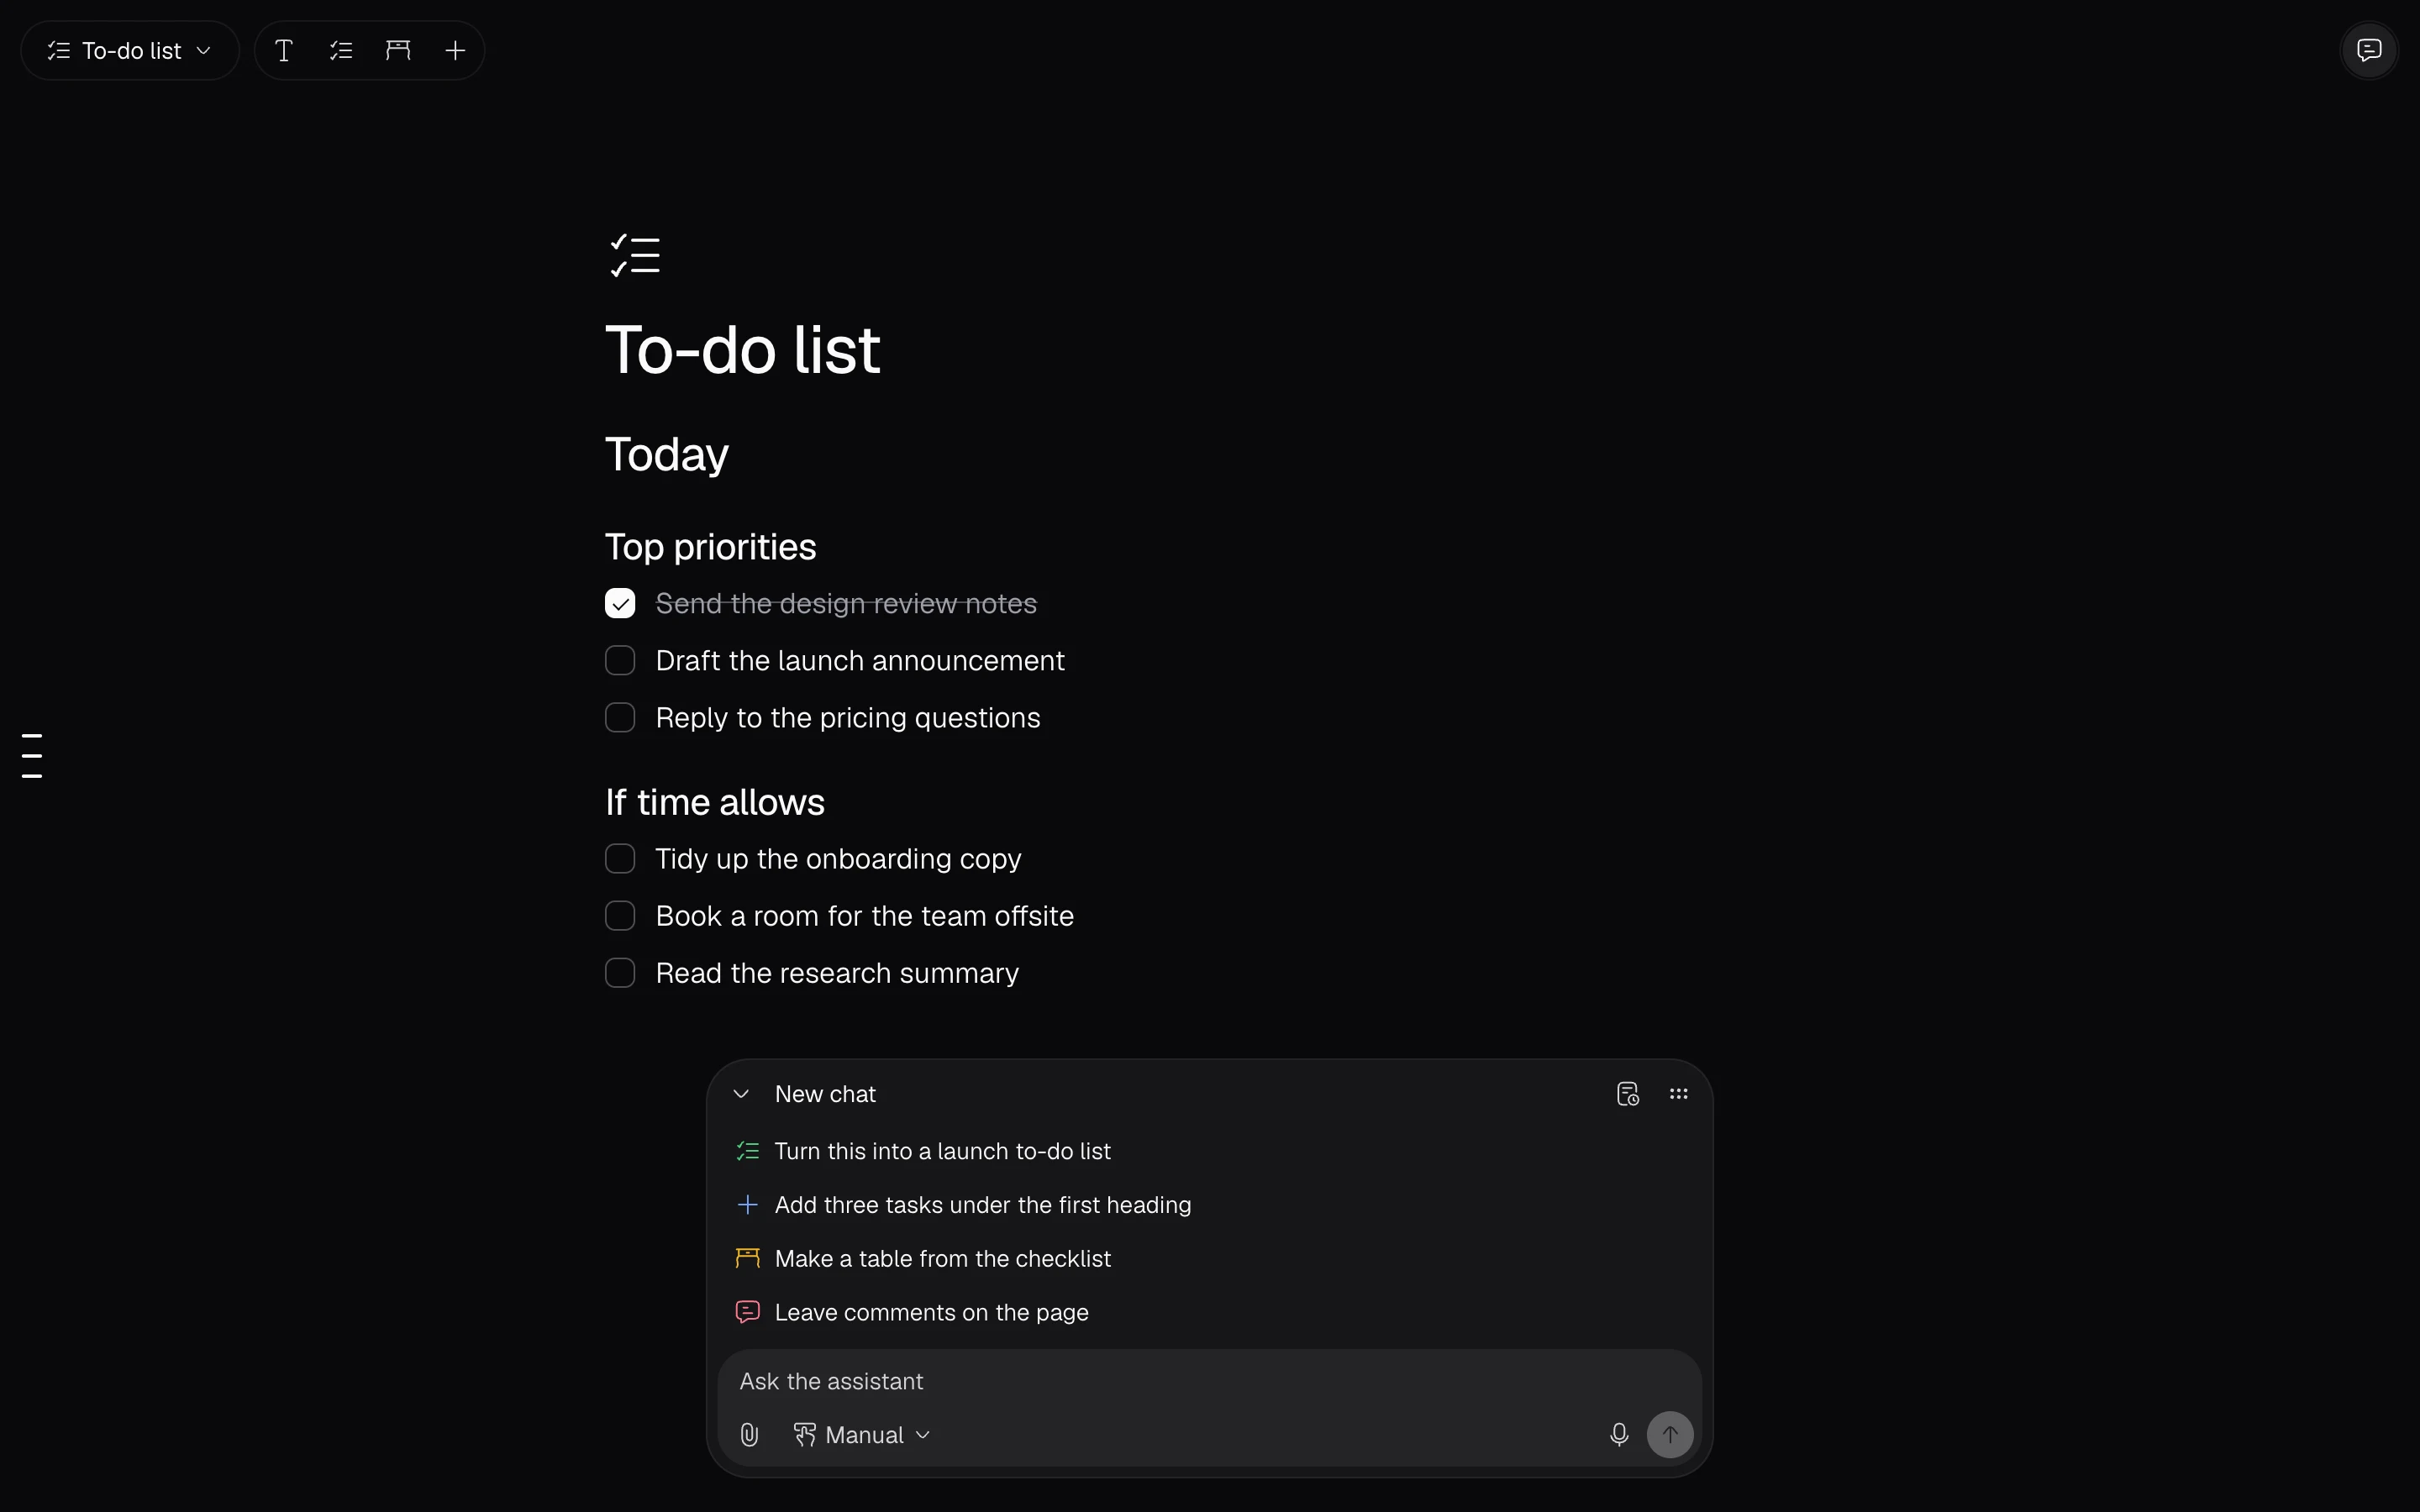 To-do list
To-do list
Today
Top priorities
Send the design review notes
Draft the launch announcement
Reply to the pricing questions
If time allows
Tidy up the onboarding copy
Book a room for the team offsite
Read the research summary
New chat
Turn this into a launch to-do list
Add three tasks under the first heading
Make a table from the checklist
Leave comments on the page
Ask the assistant
Manual